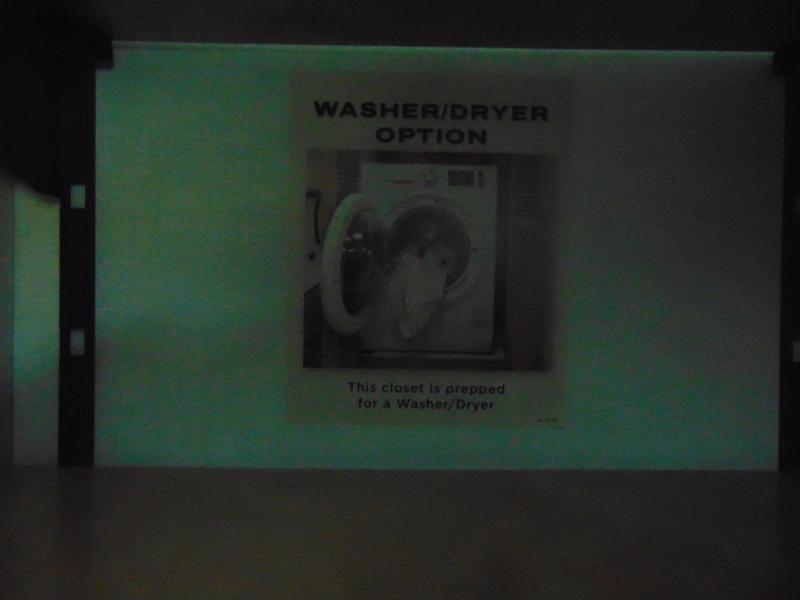 WASHER/DRYER
OPTION
This closet is prepped
for a Washer/Dryer